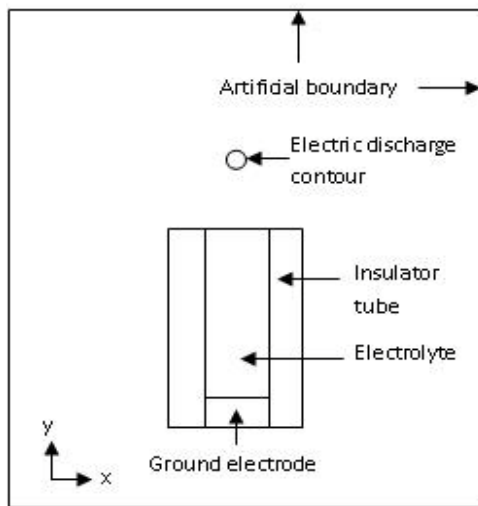 Artificial boundary
Electric discharge
contour
Insulator
tube
Electrolyte
Ground electrode
y
x